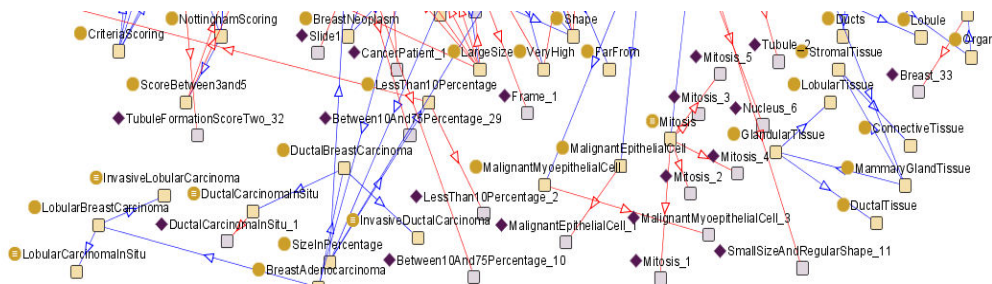 NottinghamScoring
BreastNeoplasm
Shape
Ducts
Lobule
CriteriaScoring
Slide1
Organ
CancerPatient_1
LargeSize
VeryHigh
FarFrom
Tubule_2
StromalTissue
Mitosis_5
ScoreBetween3and5
LessThan10Percentage
Breast_33
LobularTissue
Frame_1
Mitosis_3
Nucleus_6
TubuleFormationScoreTwo_32
Between10And75Percentage_29
Mitosis
GlandularTissue
ConnectiveTissue
DuctalBreastCarcinoma
MalignantEpithelialCell
Mitosis_4
MalignantMyoepithelialCell
MammaryGlandTissue
InvasiveLobularCarcinoma
Mitosis_2
DuctalCarcinomaInSitu
LessThan10Percentage_2
LobularBreastCarcinoma
DuctalTissue
DuctalCarcinomaInSitu_1
InvasiveDuctalCarcinoma
MalignantEpithelialCell_1
MalignantMyoepithelialCell_3
SizeInPercentage
LobularCarcinomaInSitu
SmallSizeAndRegularShape_11
BreastAdenocarcinoma
Between10And75Percentage_10
Mitosis_1